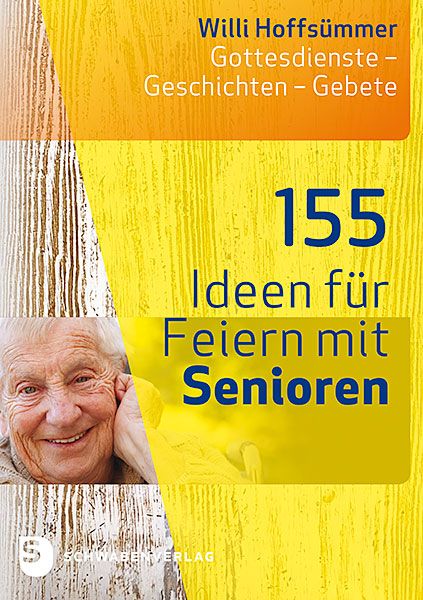 Willi Hoffsümmer
Gottesdienste –
Geschichten – Gebete
155
Ideen für
Feiern mit
Senioren
S
SCHWABENVERLAG